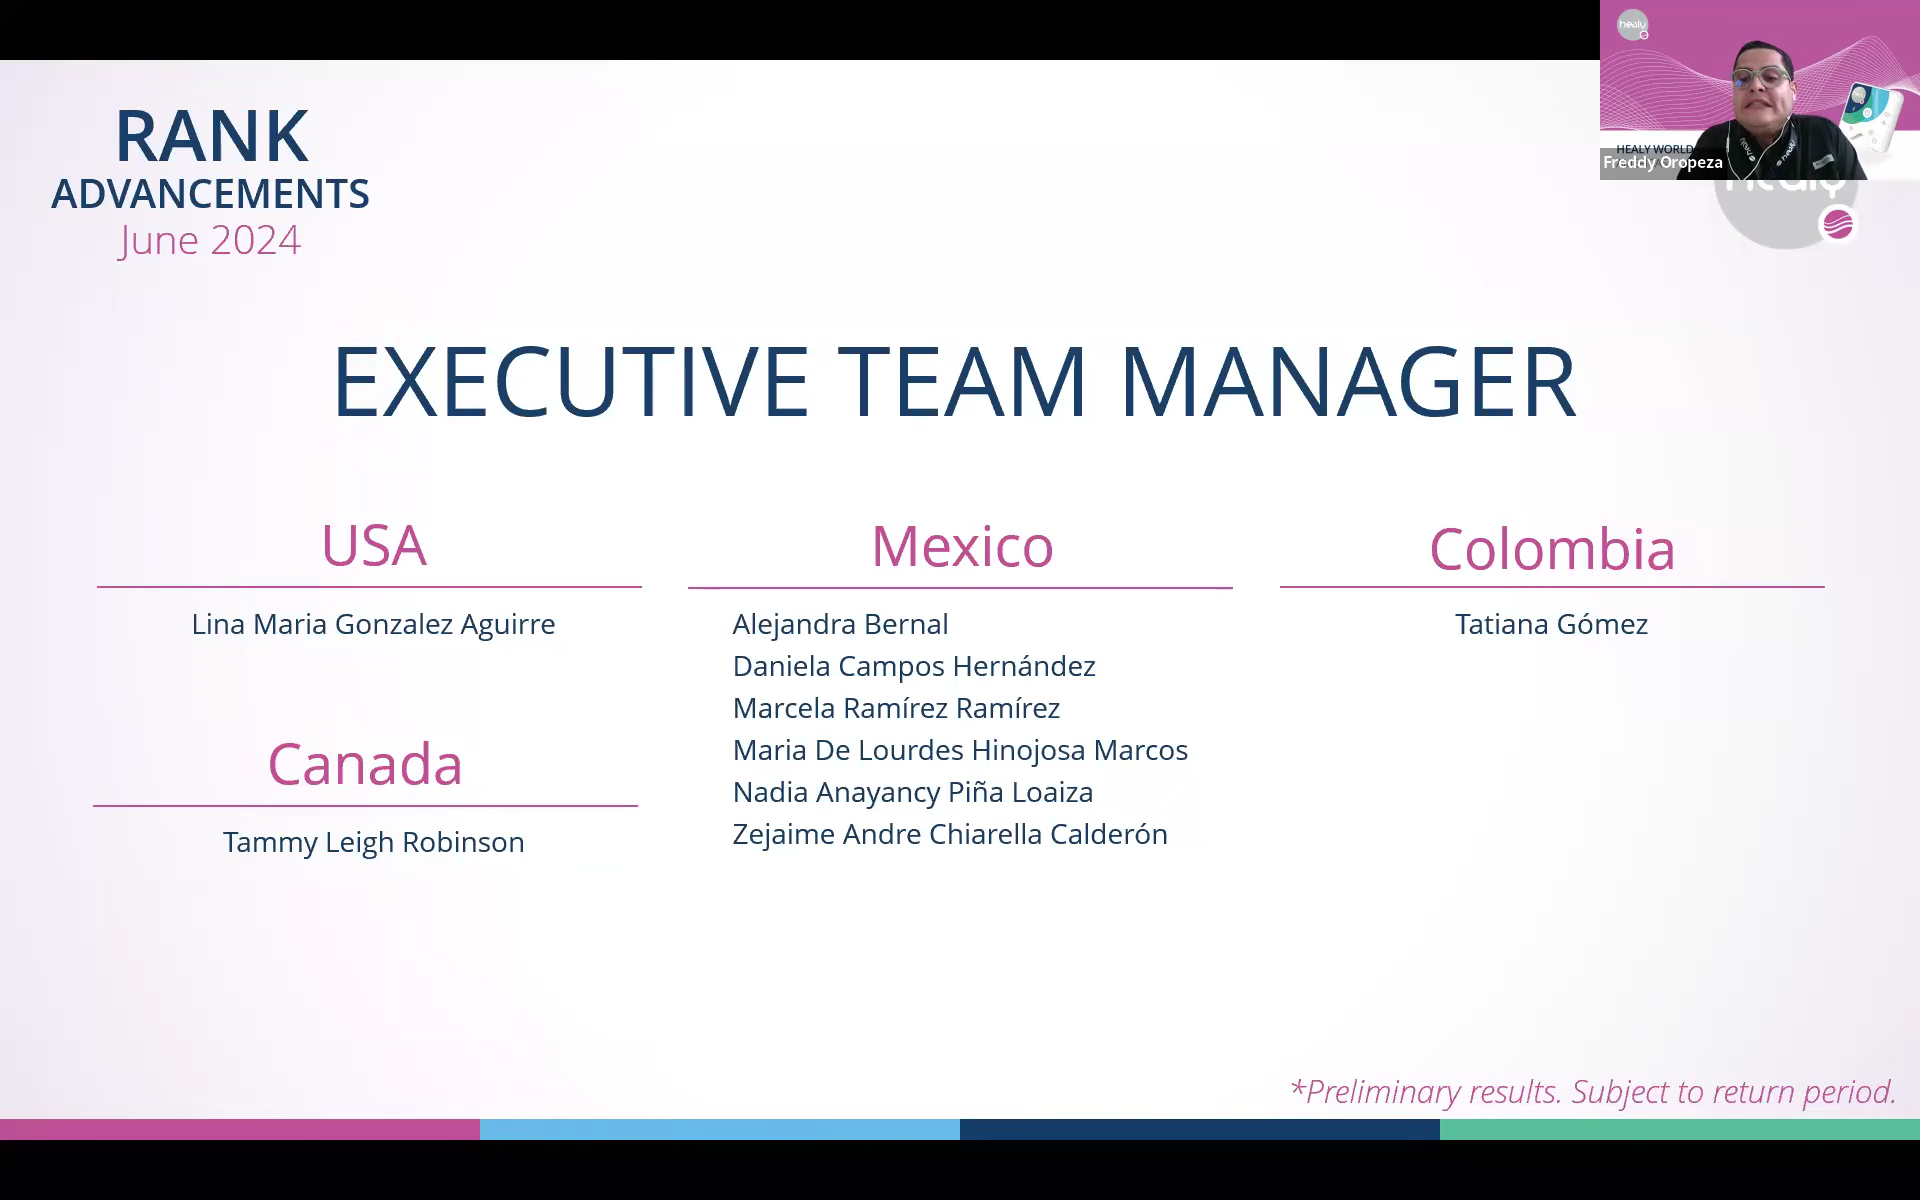 RANK
ADVANCEMENTS
June 2024
healy
HEALY WORLD
Freddy Oropeza
healy
EXECUTIVE TEAM MANAGER
USA
Lina Maria Gonzalez Aguirre
Canada
Tammy Leigh Robinson
Mexico
Alejandra Bernal
Daniela Campos Hernández
Marcela Ramírez Ramírez
Maria De Lourdes Hinojosa Marcos
Nadia Anayancy Piña Loaiza
Zejaime Andre Chiarella Calderón
Colombia
Tatiana Gómez
*Preliminary results. Subject to return period.